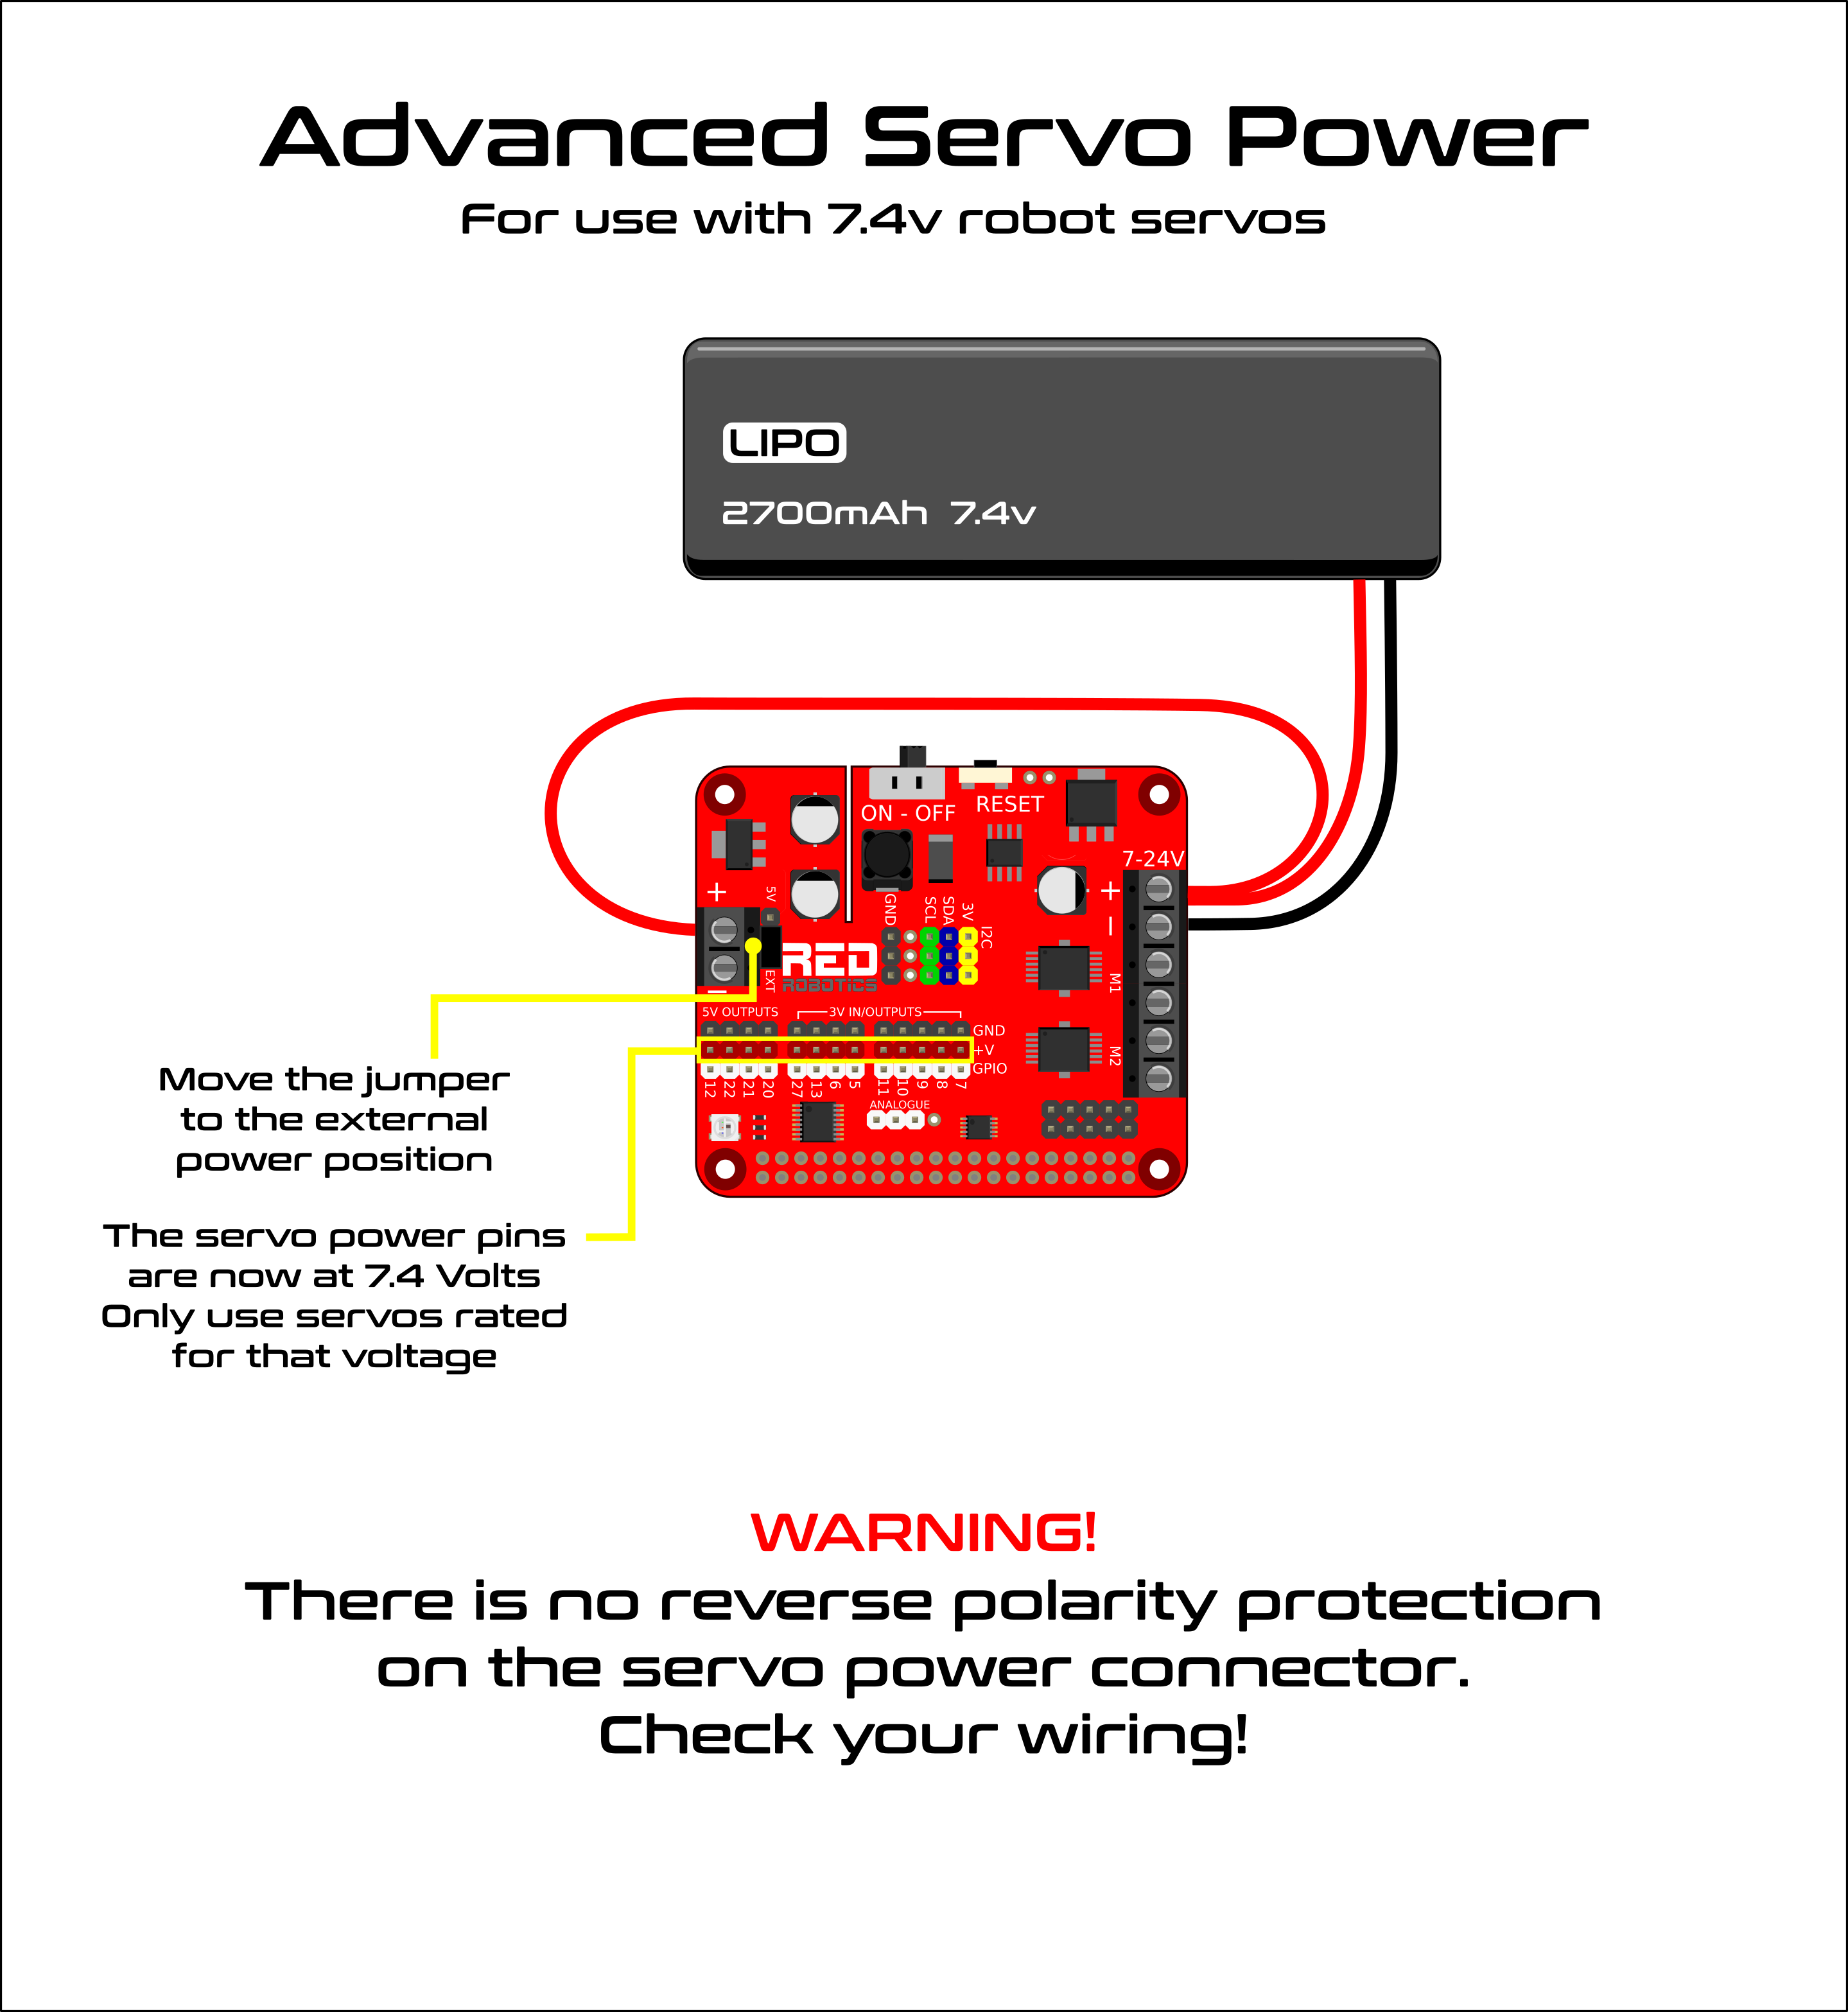 Advanced Servo Power
For use with 7.4v robot servos
LIPO
2700mAh 7.4v
ON - OFF
RESET
7-24V
+
+
−
5V
GND
SCL
SDA
3V
I2C
RED
ROBOTICS
EXT
−
M1
5V OUTPUTS
3V IN/OUTPUTS
GND
+V
GPIO
12 22 21 20 27 13 6 5 11 10 9 8 7
M2
ANALOGUE
Move the jumper
to the external
power position
The servo power pins
are now at 7.4 Volts
Only use servos rated
for that voltage
WARNING!
There is no reverse polarity protection
on the servo power connector.
Check your wiring!